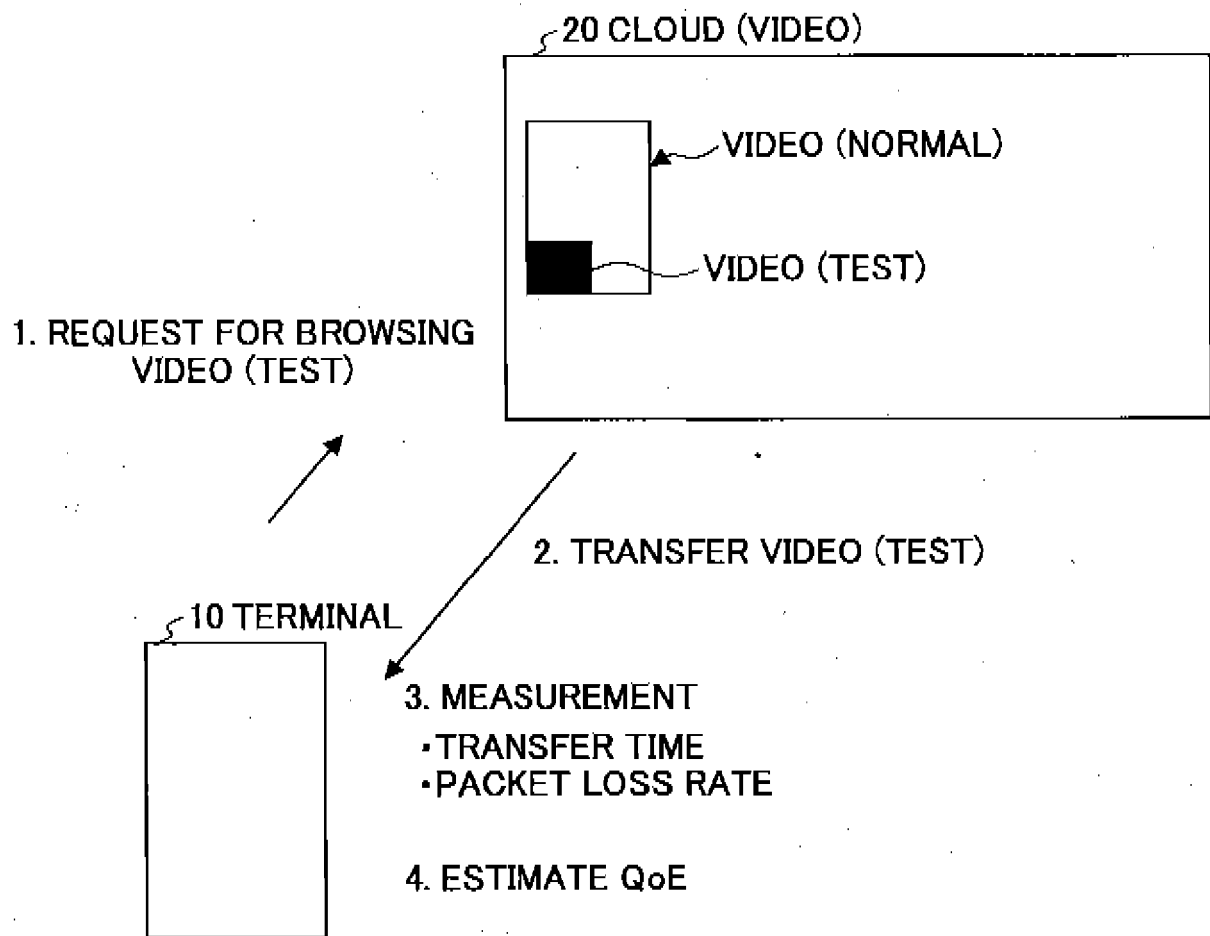 20 CLOUD (VIDEO)
VIDEO (NORMAL)
VIDEO (TEST)
1. REQUEST FOR BROWSING
VIDEO (TEST)
2. TRANSFER VIDEO (TEST)
10 TERMINAL
3. MEASUREMENT
・TRANSFER TIME
・PACKET LOSS RATE
4. ESTIMATE QoE